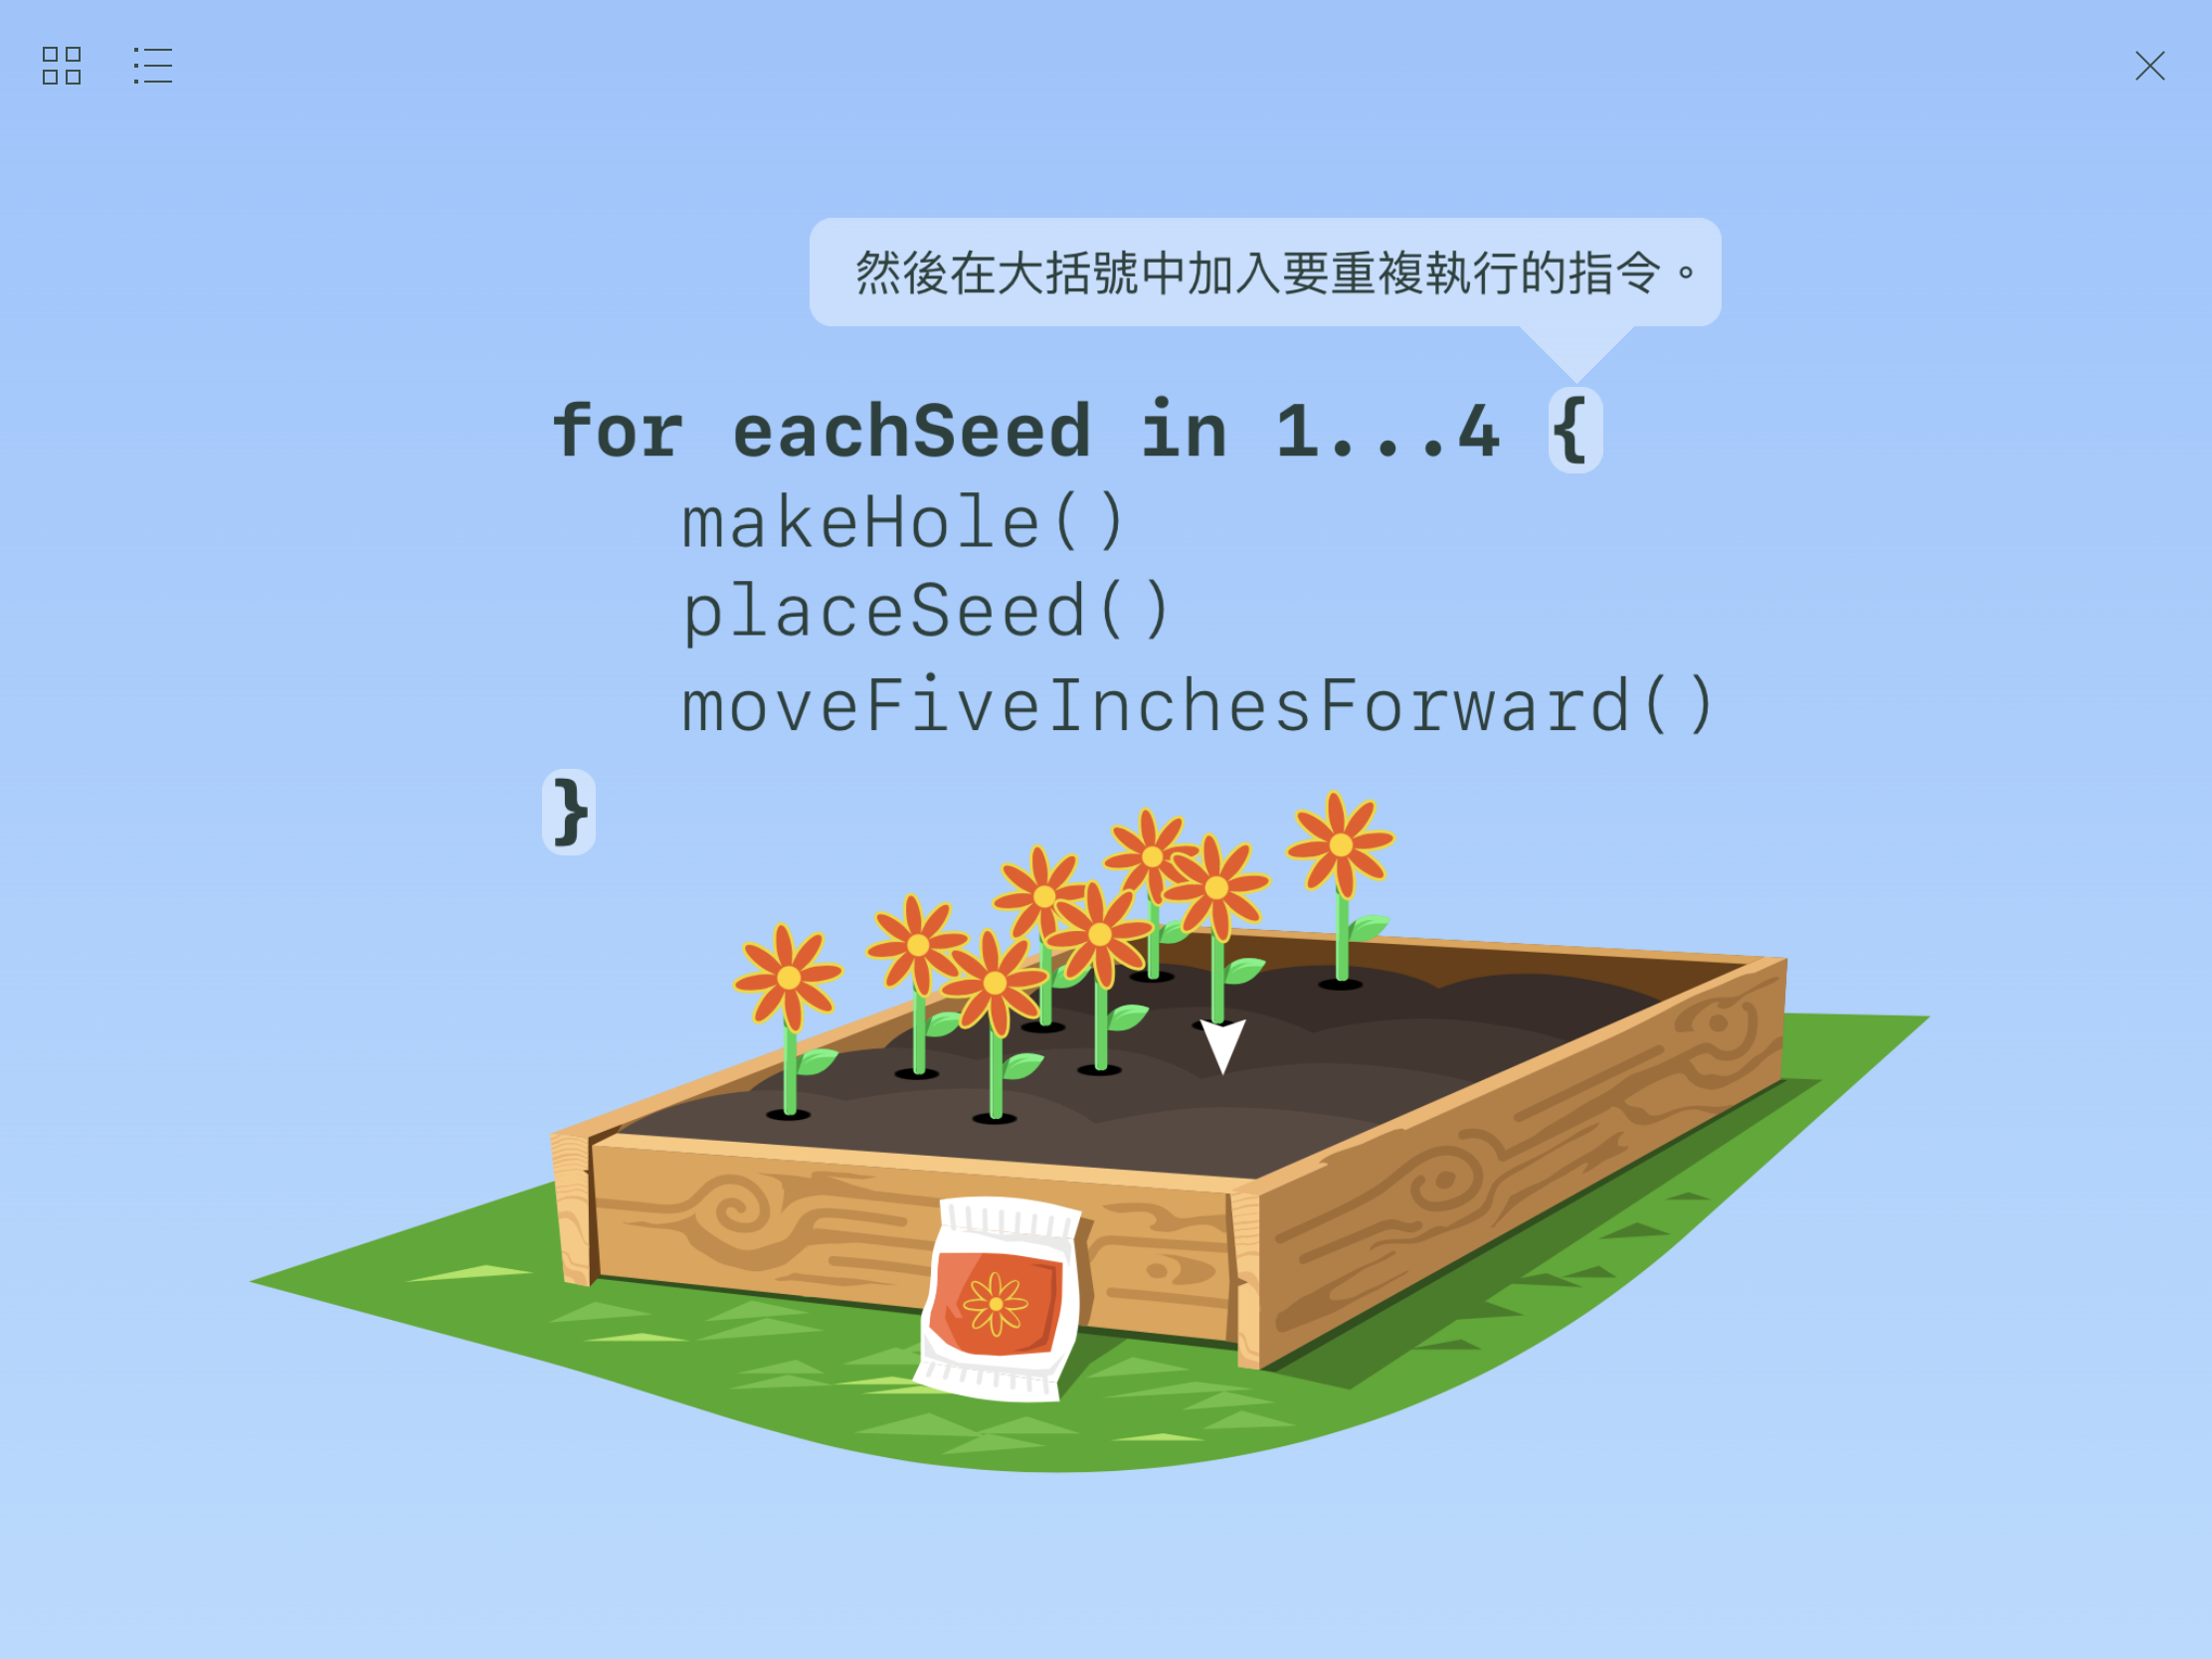 然後在大括號中加入要重複執行的指令。
for eachSeed in 1...4 {
makeHole()
placeSeed()
moveFiveInchesForward()
}